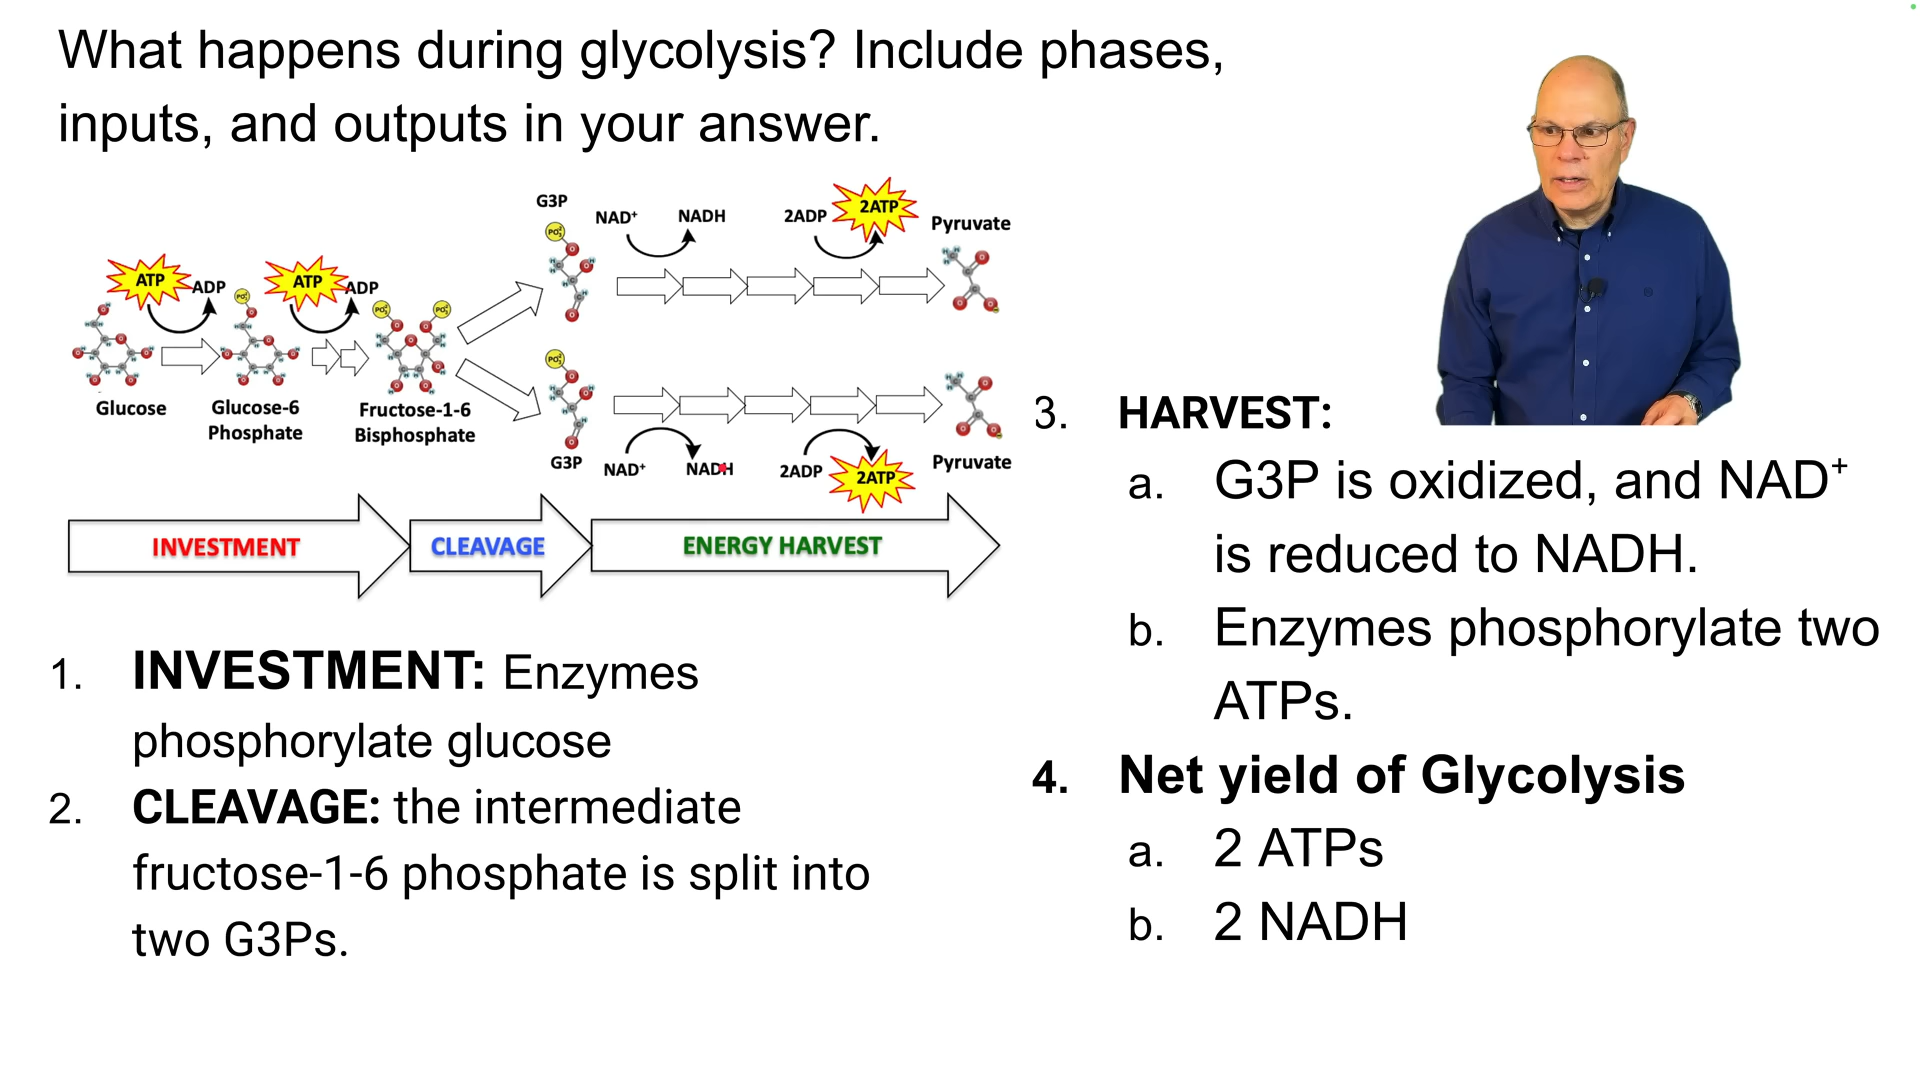 What happens during glycolysis? Include phases,
inputs, and outputs in your answer.
G3P
NAD⁺ NADH 2ADP 2ATP
Pyruvate
ATP ADP ATP ADP
Glucose
Glucose-6
Phosphate
Fructose-1-6
Bisphosphate
G3P
NAD⁺ NADH 2ADP 2ATP
Pyruvate
INVESTMENT CLEAVAGE ENERGY HARVEST
1. INVESTMENT: Enzymes
phosphorylate glucose
2. CLEAVAGE: the intermediate
fructose-1-6 phosphate is split into
two G3Ps.
3. HARVEST:
a. G3P is oxidized, and NAD⁺
is reduced to NADH.
b. Enzymes phosphorylate two
ATPs.
4. Net yield of Glycolysis
a. 2 ATPs
b. 2 NADH